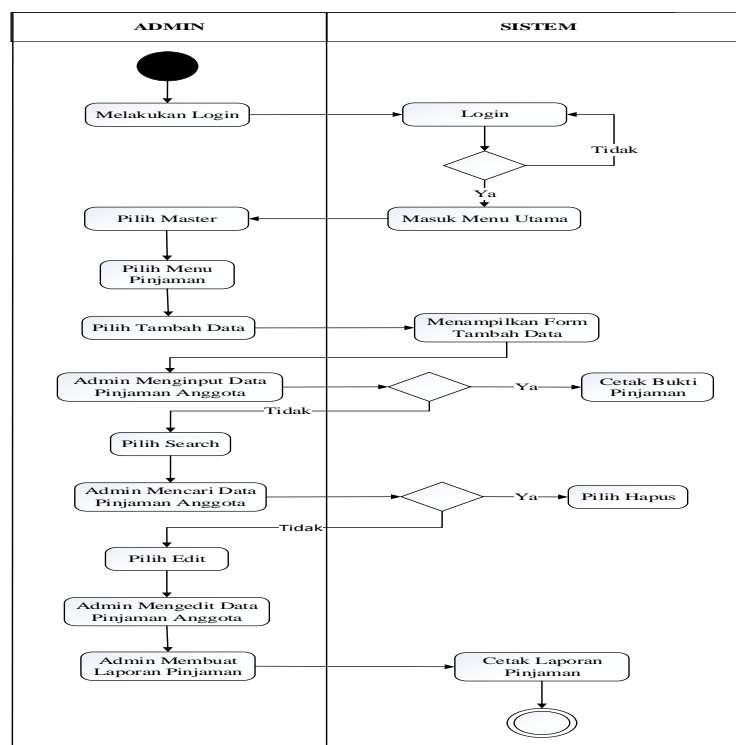 ADMIN
SISTEM
Melakukan Login
Login
Tidak
Ya
Pilih Master
Masuk Menu Utama
Pilih Menu
Pinjaman
Pilih Tambah Data
Menampilkan Form
Tambah Data
Admin Menginput Data
Pinjaman Anggota
Ya
Cetak Bukti
Pinjaman
Tidak
Pilih Search
Admin Mencari Data
Pinjaman Anggota
Ya
Pilih Hapus
Tidak
Pilih Edit
Admin Mengedit Data
Pinjaman Anggota
Admin Membuat
Laporan Pinjaman
Cetak Laporan
Pinjaman